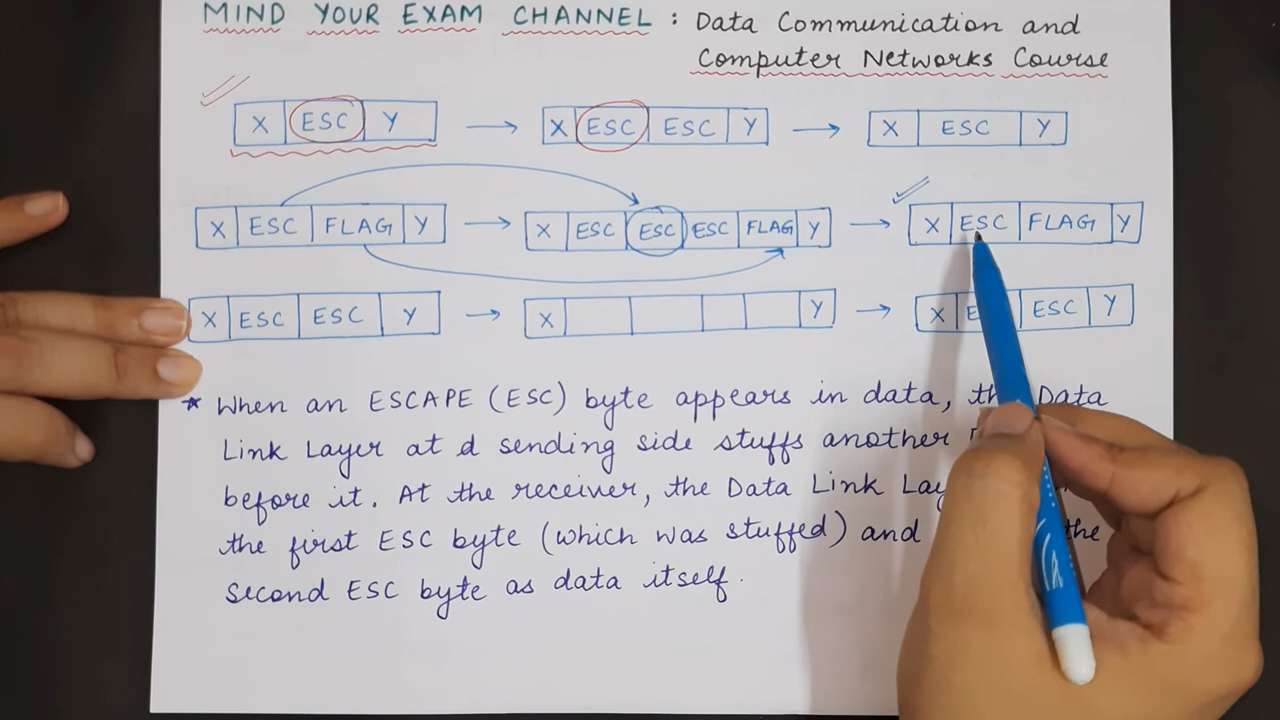 MIND YOUR EXAM CHANNEL : Data Communication and
Computer Networks Course
X ESC Y → X ESC ESC Y → X ESC Y
X ESC FLAG Y → X ESC ESC ESC FLAG Y → X ESC FLAG Y
X ESC ESC Y → X Y → X ESC Y
* When an ESCAPE (ESC) byte appears in data, Data
Link Layer at d sending side stuffs another
before it. At the receiver, the Data Link
the first ESC byte (which was stuffed) and the
second ESC byte as data itself.